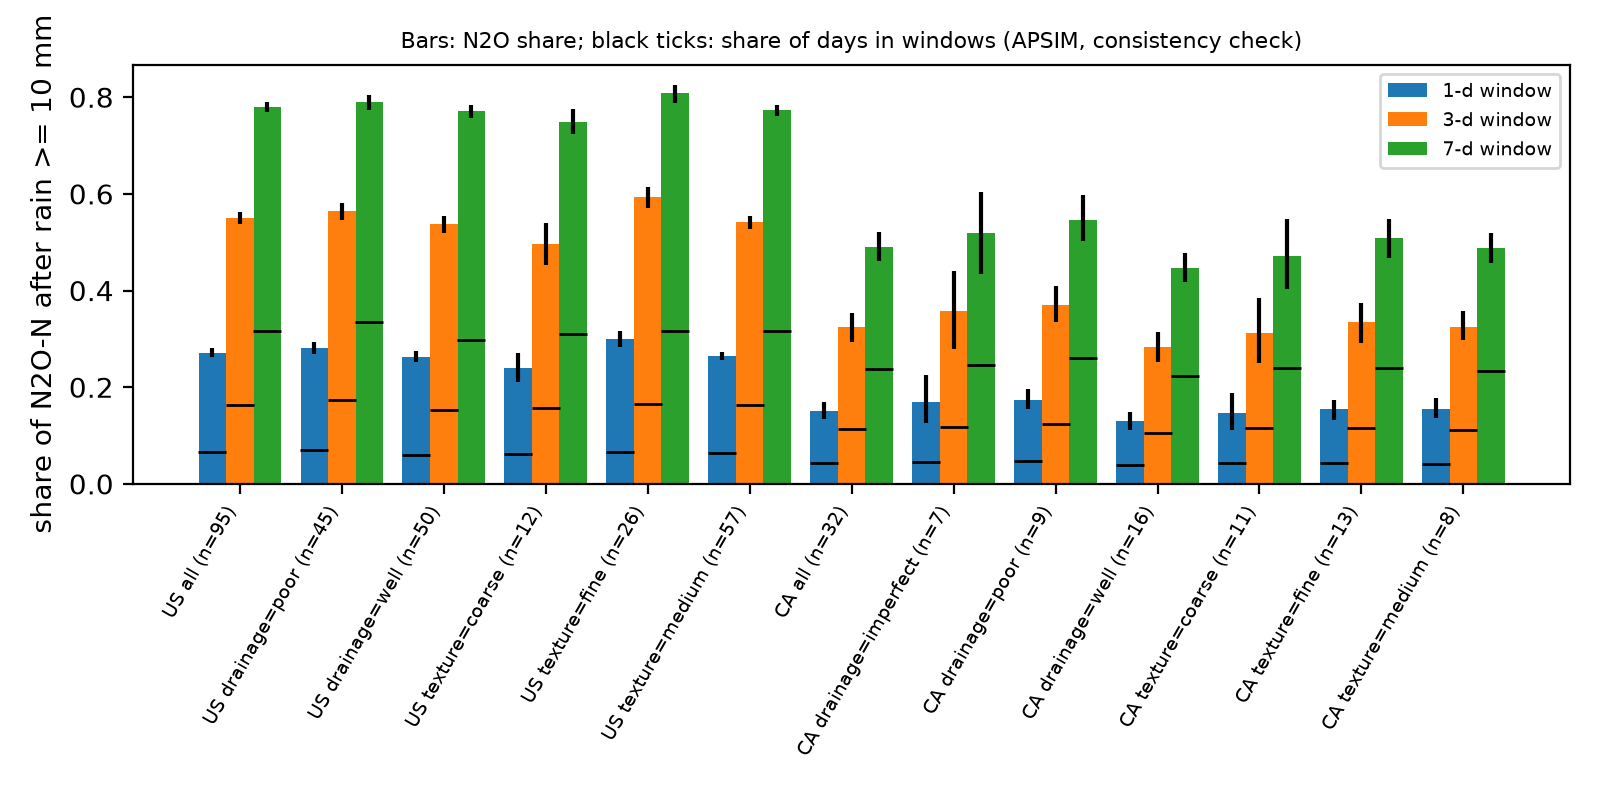 Bars: N2O share; black ticks: share of days in windows (APSIM, consistency check)
share of N2O-N after rain >= 10 mm
0.8
0.6
0.4
0.2
0.0
1-d window
3-d window
7-d window
US all (n=95)
US drainage=poor (n=45)
US drainage=well (n=50)
US texture=coarse (n=12)
US texture=fine (n=26)
US texture=medium (n=57)
CA all (n=32)
CA drainage=imperfect (n=7)
CA drainage=poor (n=9)
CA drainage=well (n=16)
CA texture=coarse (n=11)
CA texture=fine (n=13)
CA texture=medium (n=8)